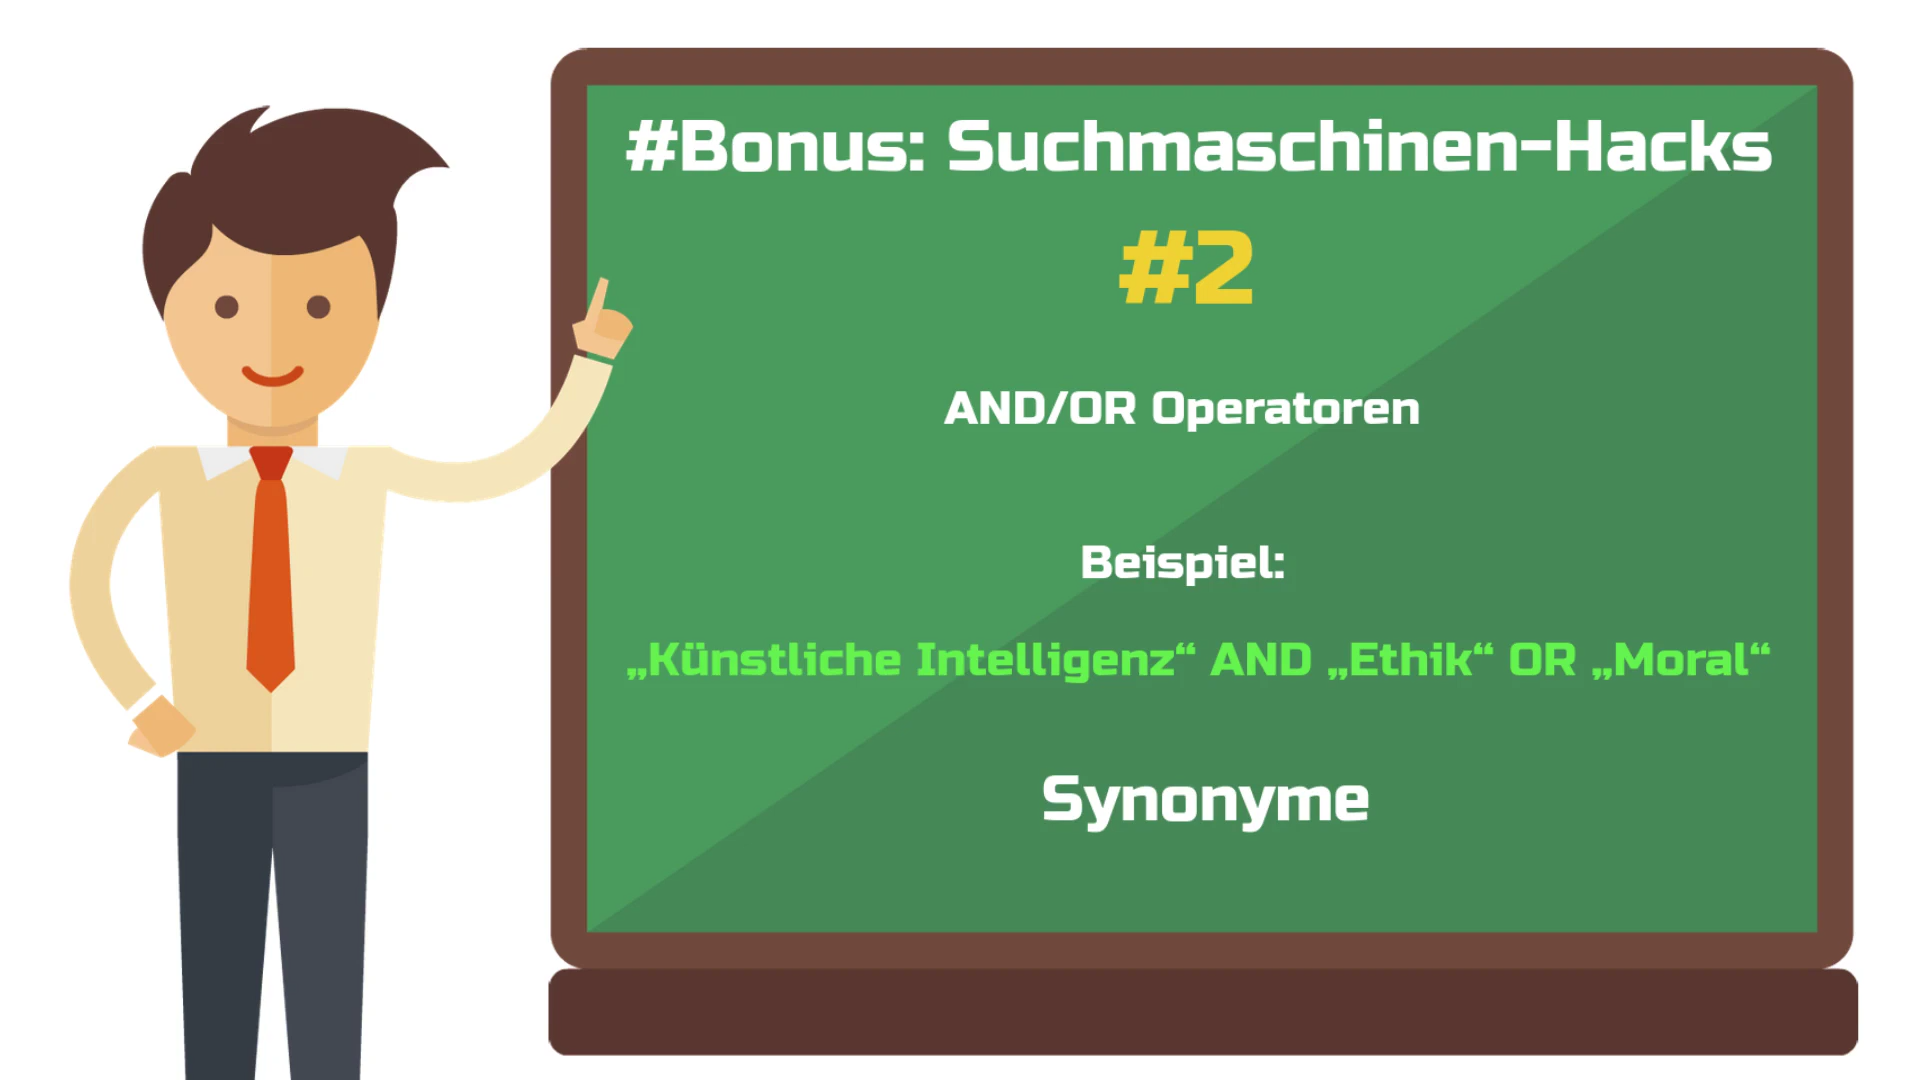 #Bonus: Suchmaschinen-Hacks
#2
AND/OR Operatoren
Beispiel:
„Künstliche Intelligenz“ AND „Ethik“ OR „Moral“
Synonyme